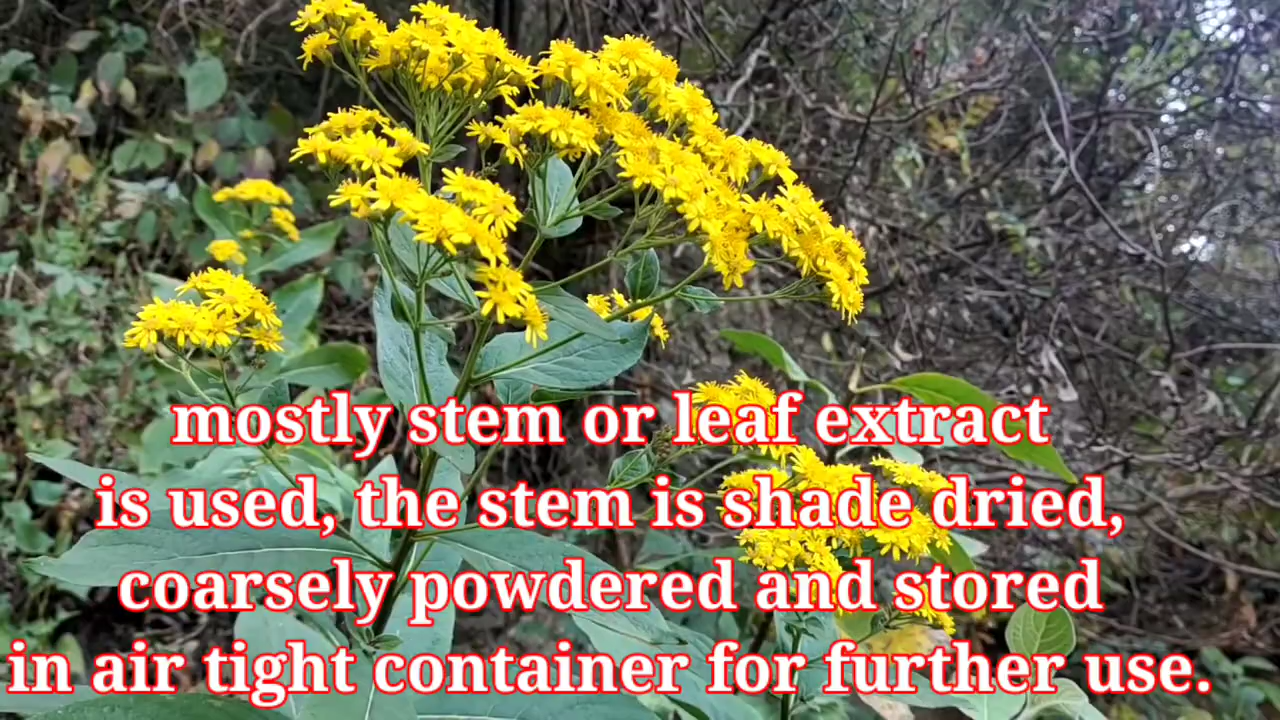 mostly stem or leaf extract
is used, the stem is shade dried,
coarsely powdered and stored
in air tight container for further use.